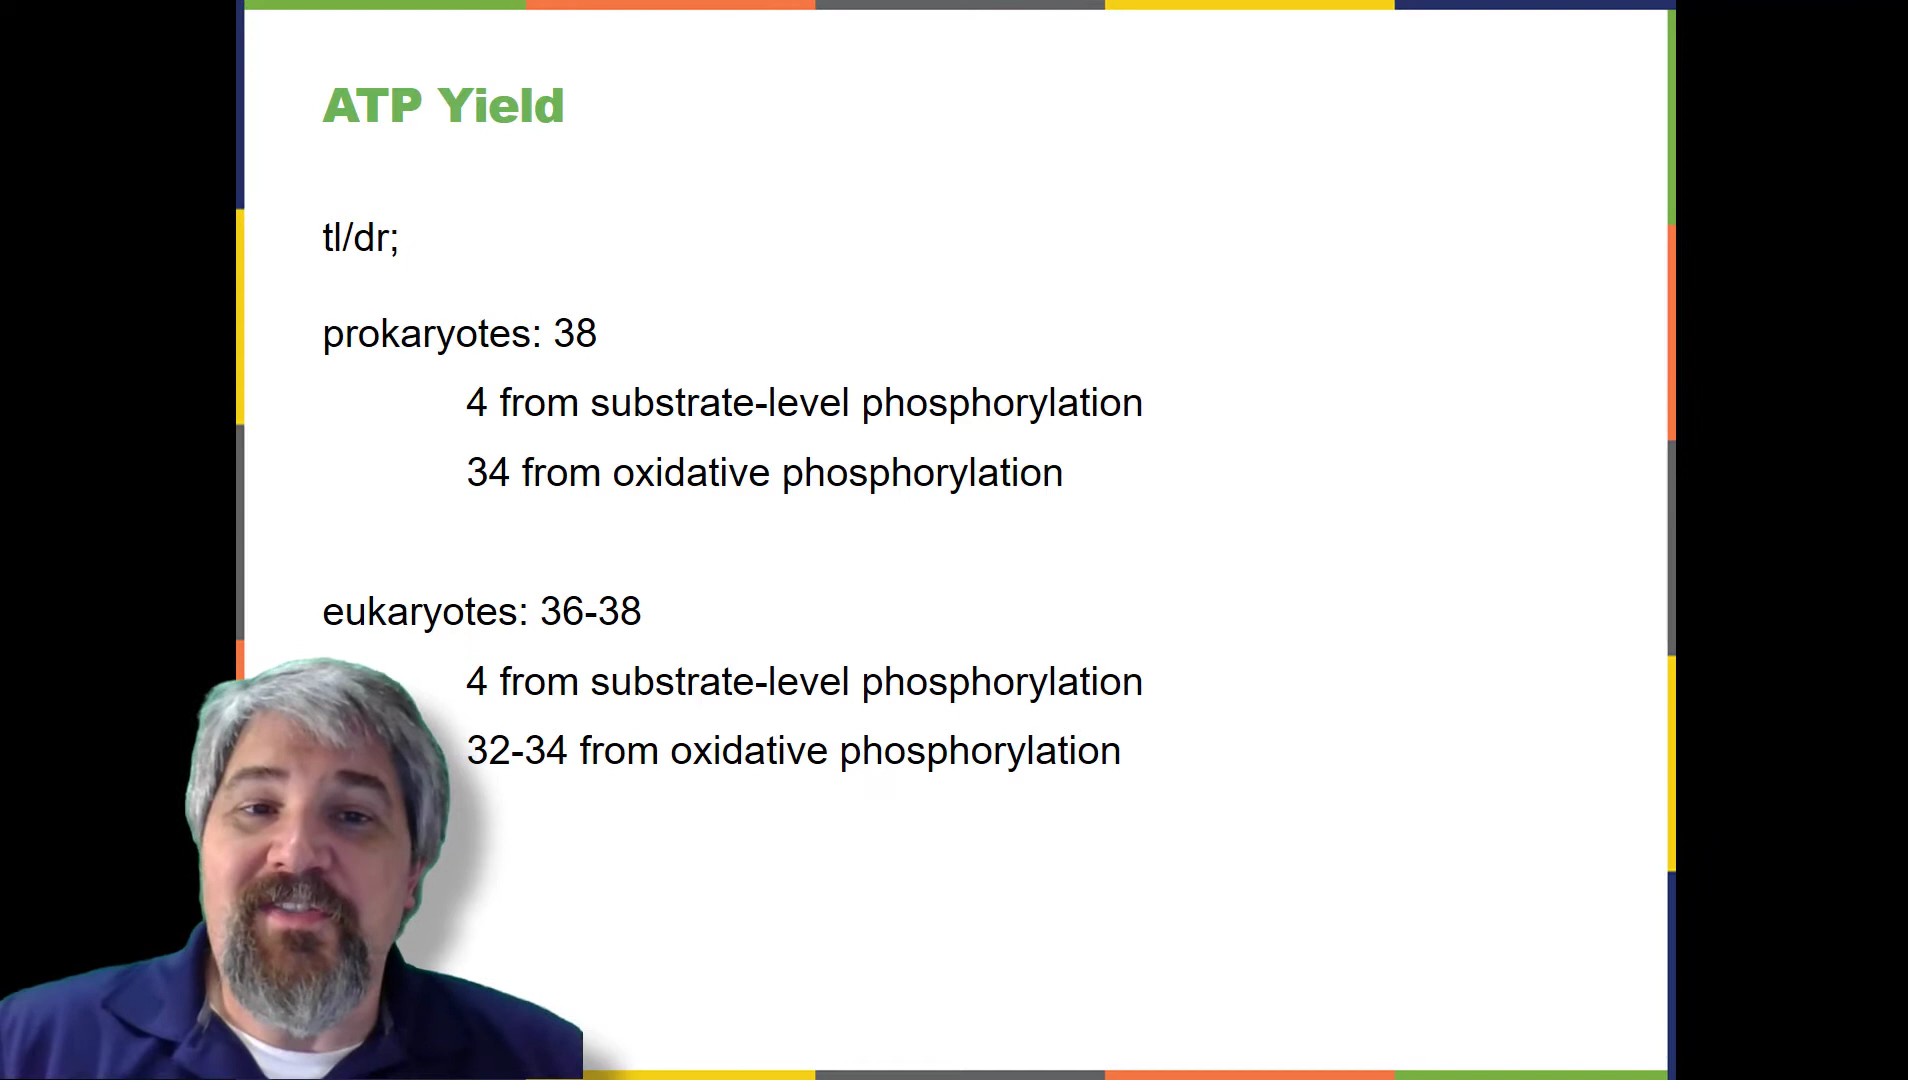 ATP Yield
tl/dr;
prokaryotes: 38
4 from substrate-level phosphorylation
34 from oxidative phosphorylation
eukaryotes: 36-38
4 from substrate-level phosphorylation
32-34 from oxidative phosphorylation